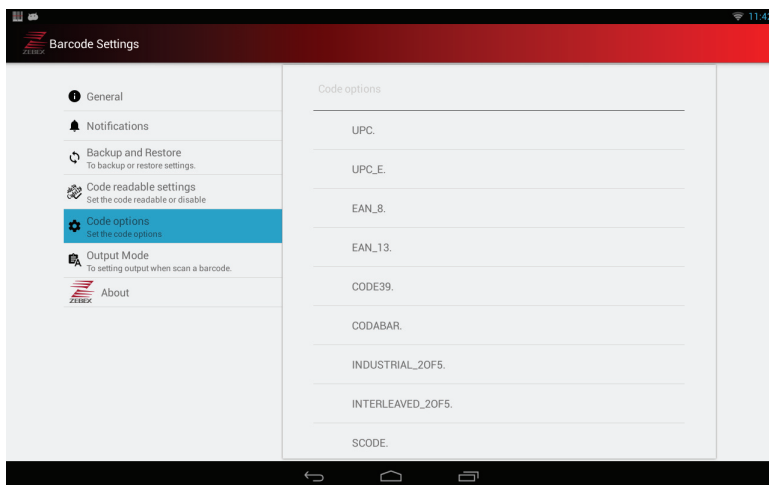 11:42
ZEBEX
Barcode Settings
General
Notifications
Backup and Restore
To backup or restore settings.
Code readable settings
Set the code readable or disable
Code options
Set the code options
Output Mode
To setting output when scan a barcode.
ZEBEX
About
Code options
UPC.
UPC_E.
EAN_8.
EAN_13.
CODE39.
CODABAR.
INDUSTRIAL_2OF5.
INTERLEAVED_2OF5.
SCODE.